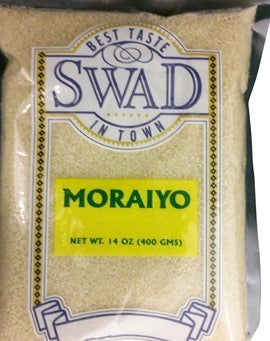 BEST TASTE
SWAD
IN TOWN
MORAIYO
NET WT. 14 OZ (400 GMS)